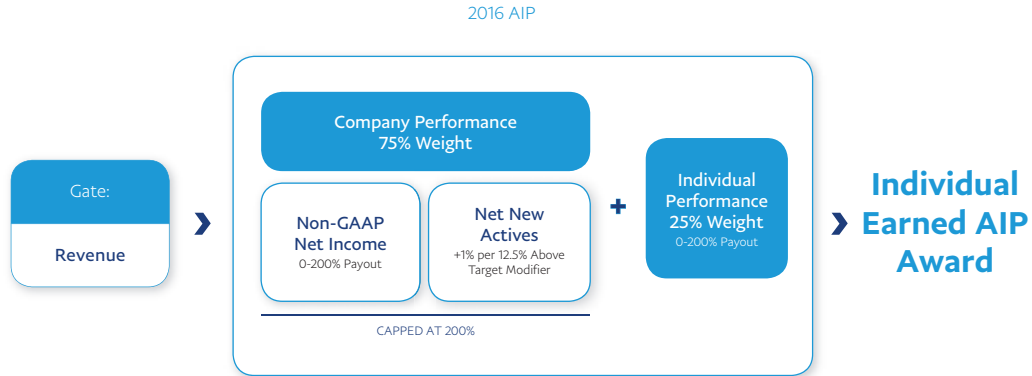 2016 AIP
Gate:
Revenue
Company Performance
75% Weight
Non-GAAP
Net Income
0-200% Payout
Net New
Actives
+1% per 12.5% Above
Target Modifier
CAPPED AT 200%
+
Individual
Performance
25% Weight
0-200% Payout
Individual
Earned AIP
Award